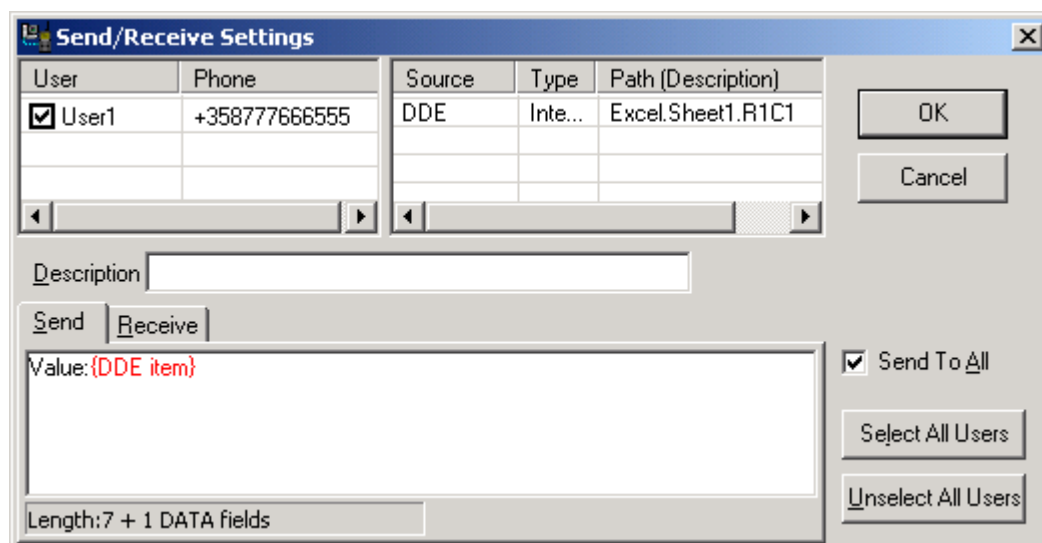 Send/Receive Settings
User Phone
User1 +358777666555
Source Type Path (Description)
DDE Inte... Excel.Sheet1.R1C1
OK
Cancel
Description
Send Receive
Value:{DDE item}
Length:7 + 1 DATA fields
Send To All
Select All Users
Unselect All Users